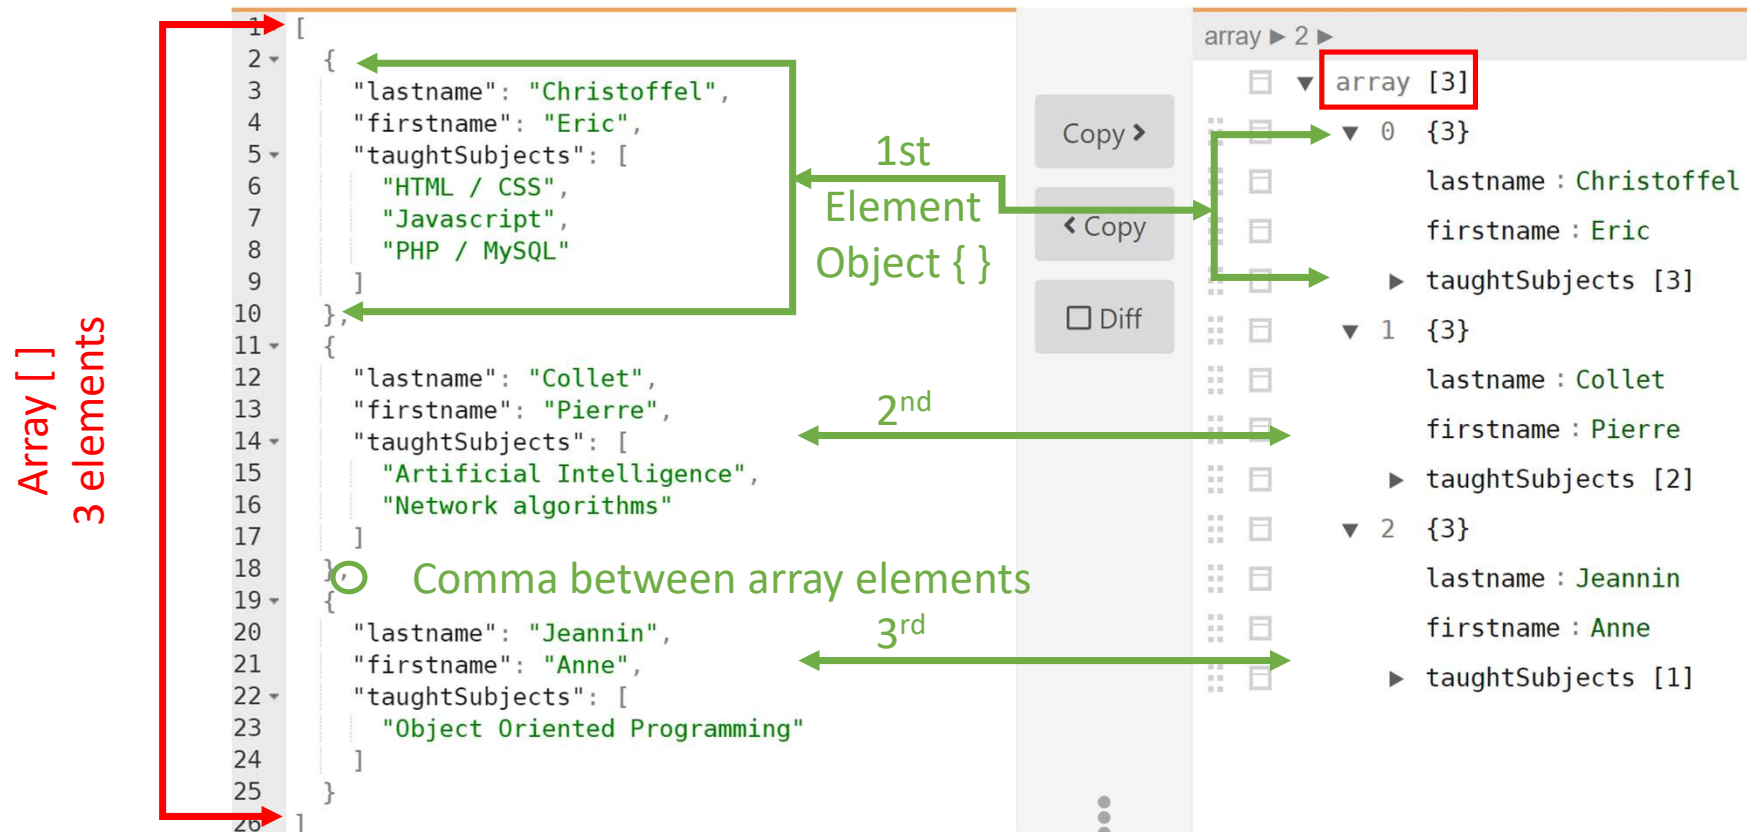 Array [ ]
3 elements
1 [
2 {
3 "lastname": "Christoffel",
4 "firstname": "Eric",
5 "taughtSubjects": [
6 "HTML / CSS",
7 "Javascript",
8 "PHP / MySQL"
9 ]
10 },
11 {
12 "lastname": "Collet",
13 "firstname": "Pierre",
14 "taughtSubjects": [
15 "Artificial Intelligence",
16 "Network algorithms"
17 ]
18 },
19 {
20 "lastname": "Jeannin",
21 "firstname": "Anne",
22 "taughtSubjects": [
23 "Object Oriented Programming"
24 ]
25 }
26 ]
1st
Element
Object { }
2nd
Comma between array elements
3rd
Copy >
< Copy
Diff
array ► 2 ►
▼ array [3]
▼ 0 {3}
lastname : Christoffel
firstname : Eric
► taughtSubjects [3]
▼ 1 {3}
lastname : Collet
firstname : Pierre
► taughtSubjects [2]
▼ 2 {3}
lastname : Jeannin
firstname : Anne
► taughtSubjects [1]